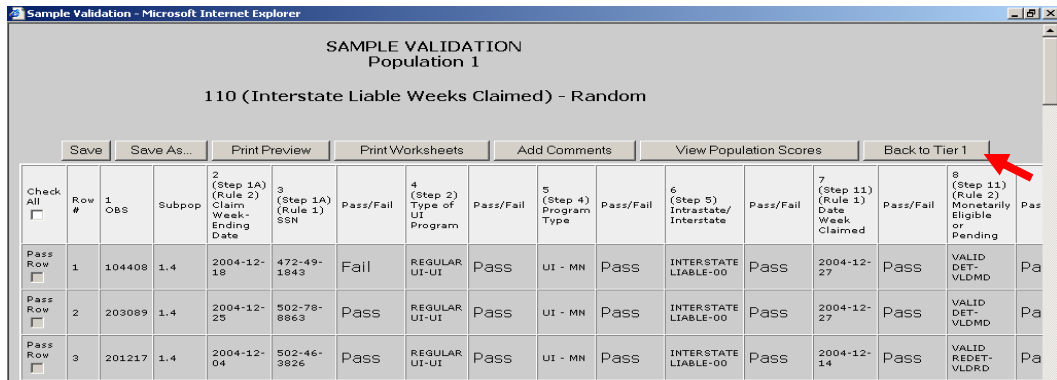 Sample Validation - Microsoft Internet Explorer
SAMPLE VALIDATION
Population 1
110 (Interstate Liable Weeks Claimed) - Random
Save Save As... Print Preview Print Worksheets Add Comments View Population Scores Back to Tier 1
Check All
Row #
1 OBS
Subpop
2 (Step 1A) (Rule 2) Claim Week-Ending Date
3 (Step 1A) (Rule 1) SSN
Pass/Fail
4 (Step 2) Type of UI Program
Pass/Fail
5 (Step 4) Program Type
Pass/Fail
6 (Step 5) Intrastate/ Interstate
Pass/Fail
7 (Step 11) (Rule 1) Date Week Claimed
Pass/Fail
8 (Step 11) (Rule 2) Monetarily Eligible or Pending
Pas
Pass Row 1 104408 1.4 2004-12-18 472-49-1843 Fail REGULAR UI-UI Pass UI - MN Pass INTERSTATE LIABLE-00 Pass 2004-12-27 Pass VALID DET-VLDMD Pa
Pass Row 2 203089 1.4 2004-12-25 502-78-8863 Pass REGULAR UI-UI Pass UI - MN Pass INTERSTATE LIABLE-00 Pass 2004-12-27 Pass VALID DET-VLDMD Pa
Pass Row 3 201217 1.4 2004-12-04 502-46-3826 Pass REGULAR UI-UI Pass UI - MN Pass INTERSTATE LIABLE-00 Pass 2004-12-14 Pass VALID REDET-VLDRD Pa